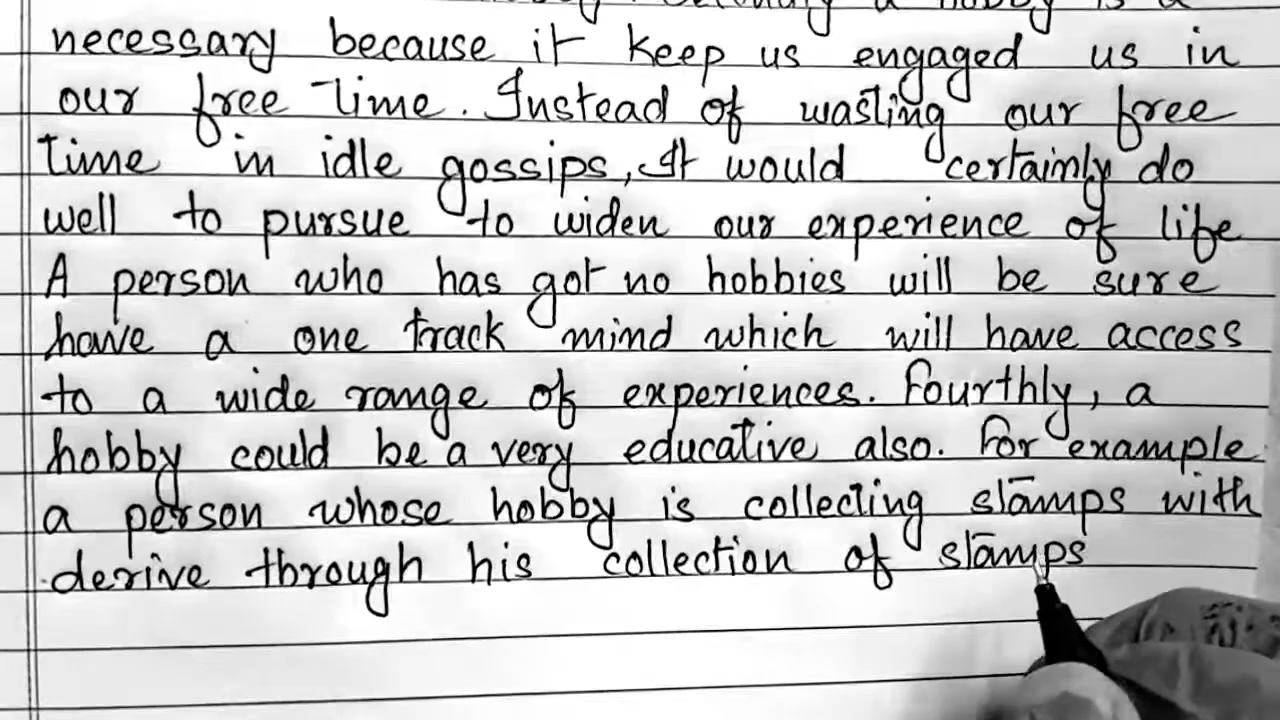 a hobby is a
necessary because it keep us engaged us in
our free time. Instead of wasting our free
time in idle gossips, It would certainly do
well to pursue to widen our experience of life
A person who has got no hobbies will be sure
have a one track mind which will have access
to a wide range of experiences. Fourthly, a
hobby could be a very educative also. For example
a person whose hobby is collecting stamps with
derive through his collection of stamps